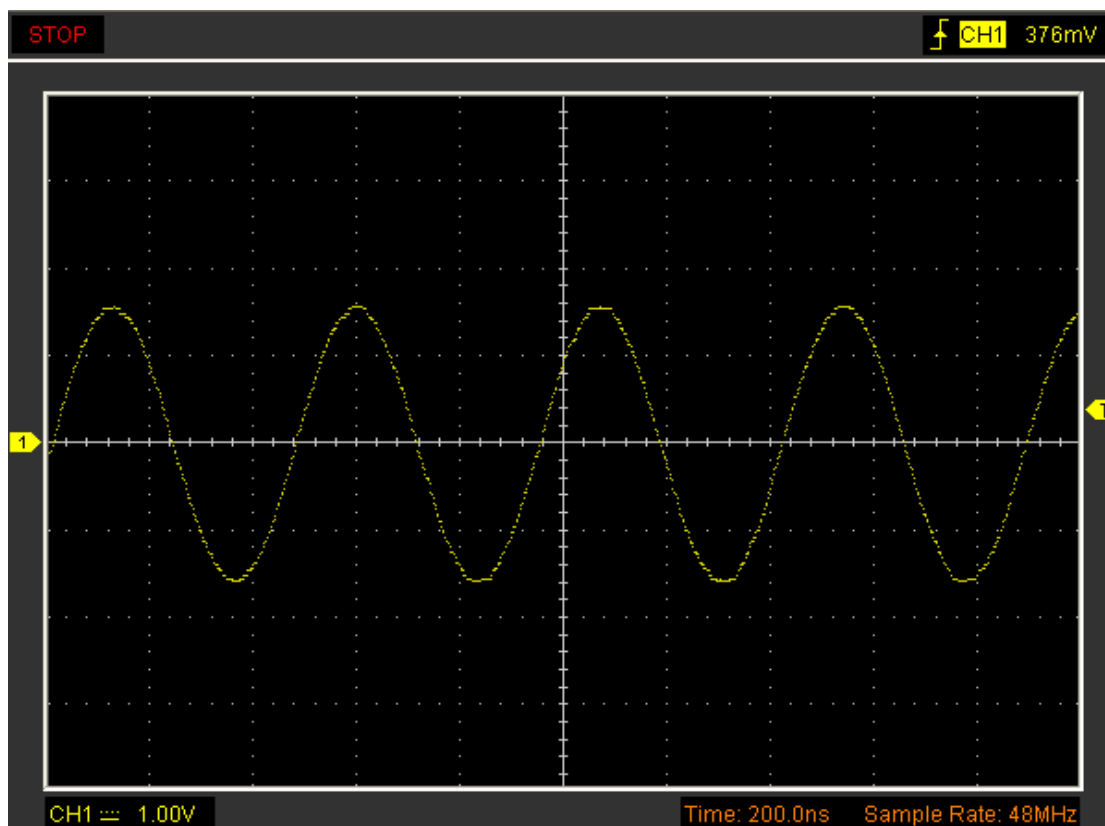 STOP
CH1 376mV
1
T
CH1 1.00V
Time: 200.0ns Sample Rate: 48MHz